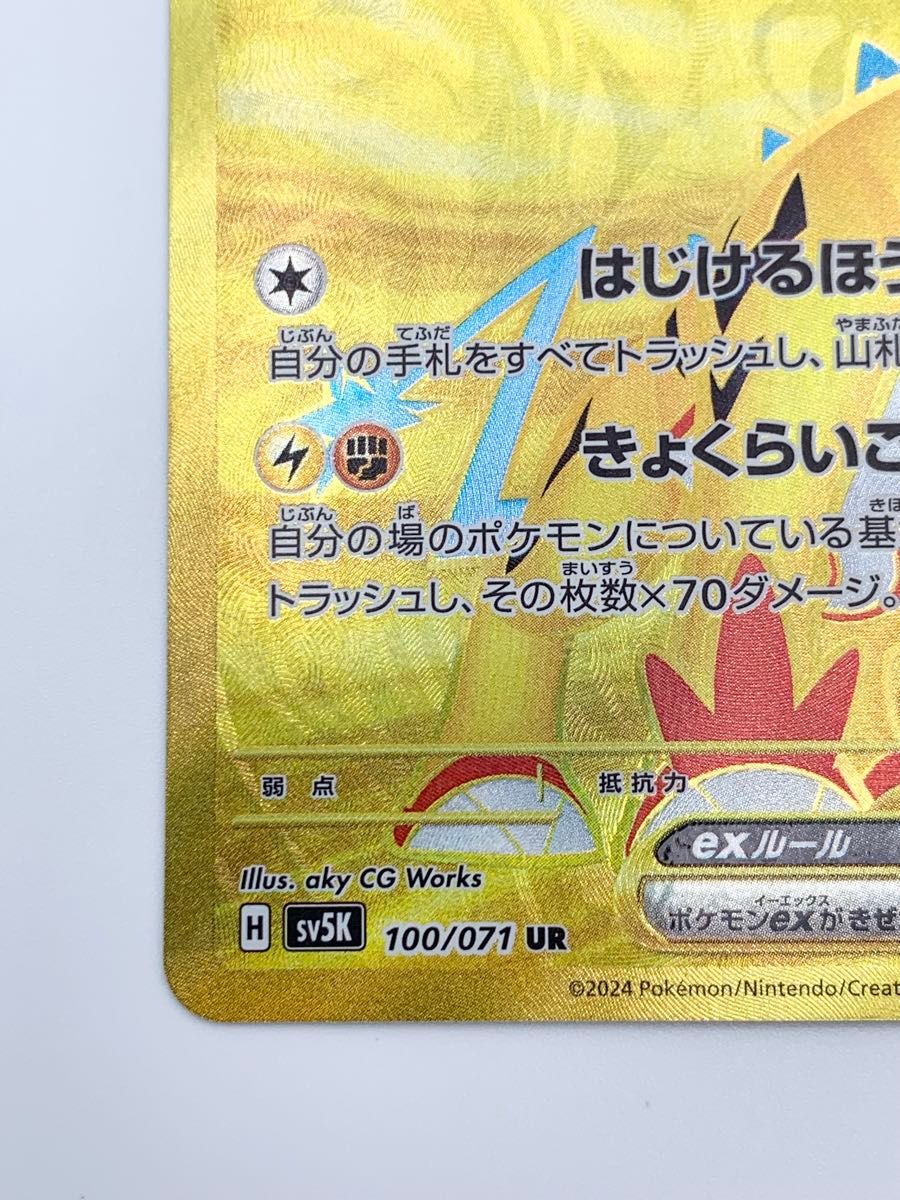 はじけるほう
じぶん てふだ やまふだ
自分の手札をすべてトラッシュし、山札
きょくらいご
じぶん ば きほ
自分の場のポケモンについている基
まいすう
トラッシュし、その枚数×70ダメージ。
弱点 抵抗力
exルール
イーエックス
ポケモンexがきぜ
Illus. aky CG Works
H SV5K 100/071 UR
©2024 Pokémon/Nintendo/Creat